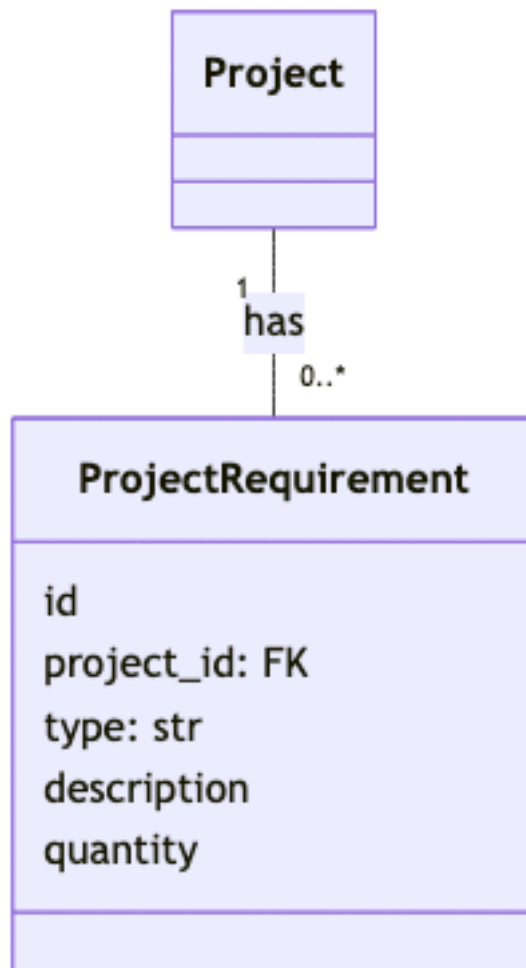 Project
1
has
0..*
ProjectRequirement
id
project_id: FK
type: str
description
quantity